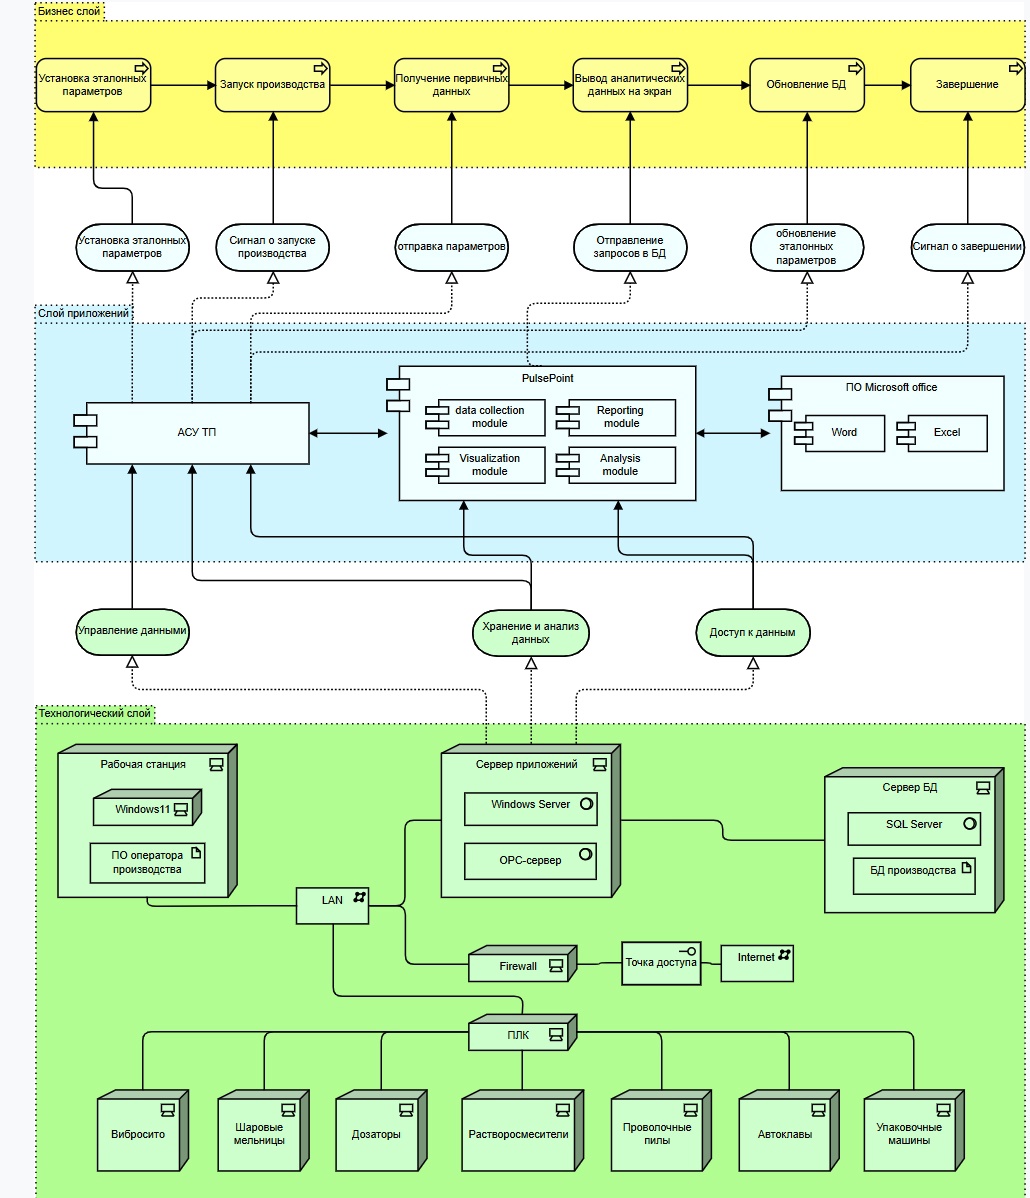 Бизнес слой
Установка эталонных
параметров
Запуск производства
Получение первичных
данных
Вывод аналитических
данных на экран
Обновление БД
Завершение
Установка эталонных
параметров
Сигнал о запуске
производства
отправка параметров
Отправление
запросов в БД
обновление
эталонных
параметров
Сигнал о завершении
Слой приложений
АСУ ТП
PulsePoint
data collection
module
Reporting
module
Visualization
module
Analysis
module
ПО Microsoft office
Word
Excel
Управление данными
Хранение и анализ
данных
Доступ к данным
Технологический слой
Рабочая станция
Windows11
ПО оператора
производства
Сервер приложений
Windows Server
OPC-сервер
Сервер БД
SQL Server
БД производства
LAN
Firewall
Точка доступа
Internet
ПЛК
Вибросито
Шаровые
мельницы
Дозаторы
Растворосмесители
Проволочные
пилы
Автоклавы
Упаковочные
машины